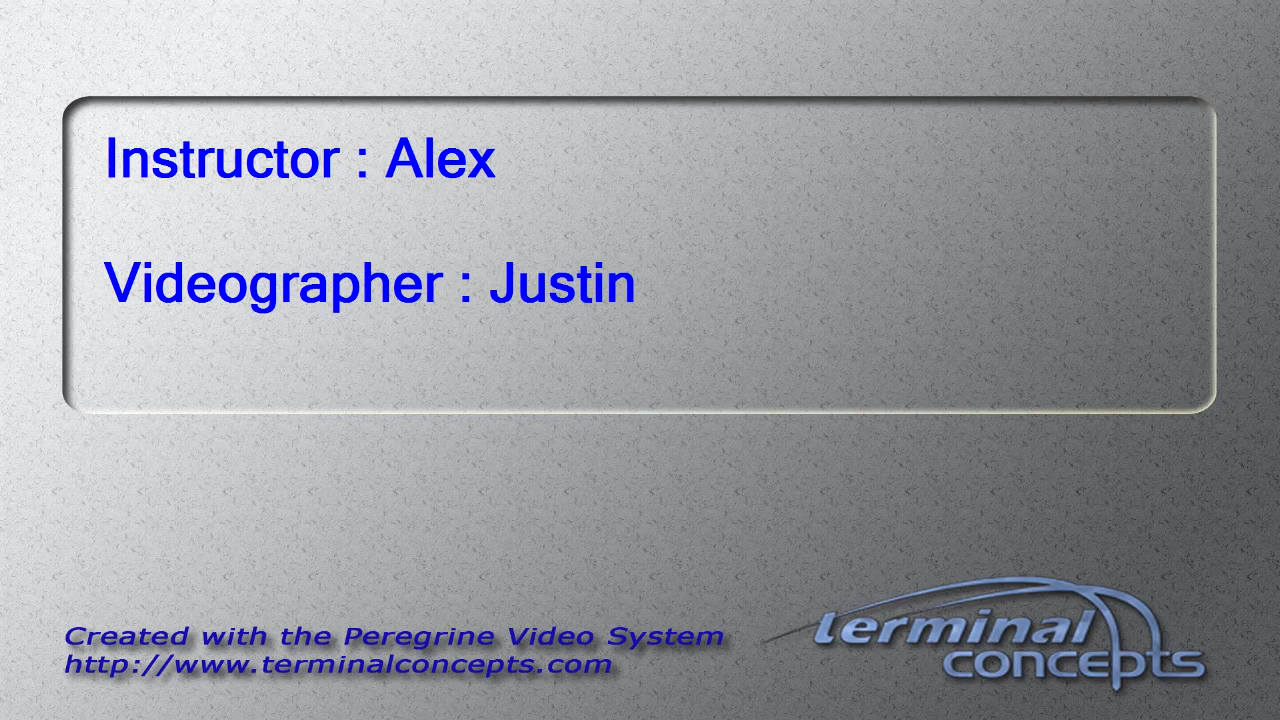 Instructor : Alex
Videographer : Justin
Created with the Peregrine Video System
http://www.terminalconcepts.com
terminal
concepts